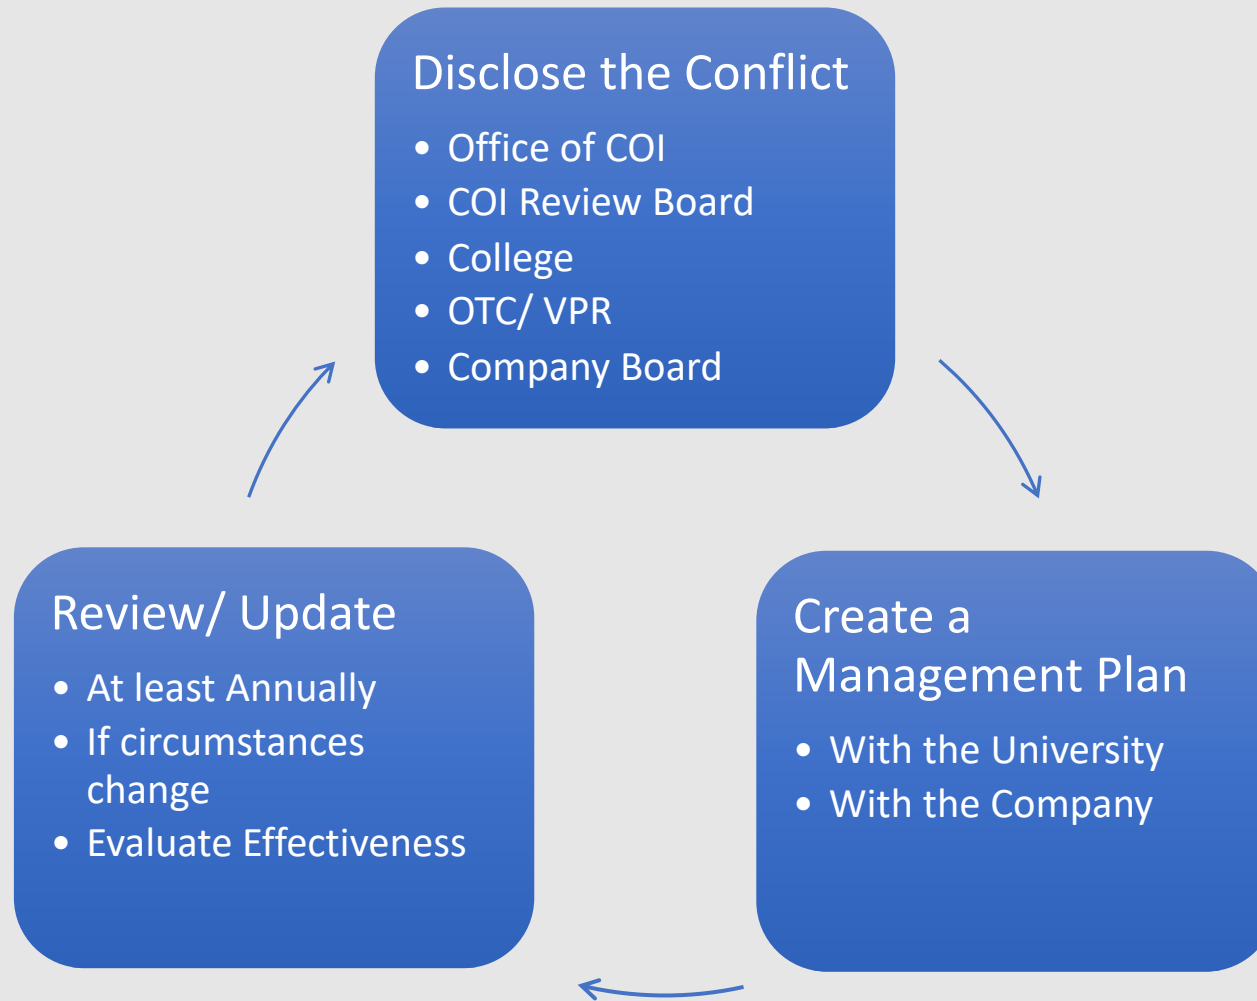 Disclose the Conflict
• Office of COI
• COI Review Board
• College
• OTC/ VPR
• Company Board
Create a
Management Plan
• With the University
• With the Company
Review/ Update
• At least Annually
• If circumstances
change
• Evaluate Effectiveness